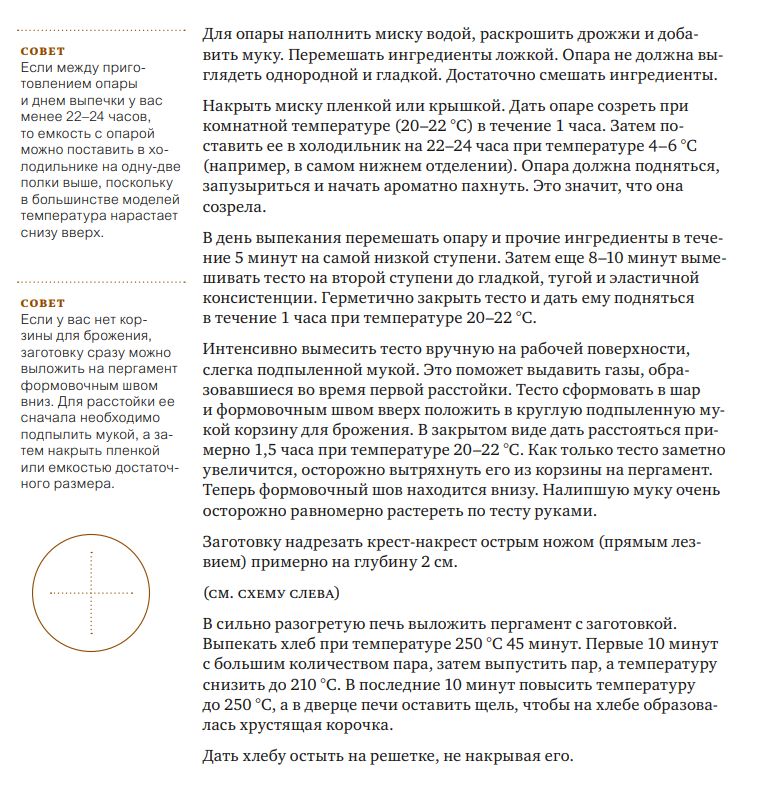 СОВЕТ
Если между приго-
товлением опары
и днем выпечки у вас
менее 22–24 часов,
то емкость с опарой
можно поставить в хо-
лодильнике на одну-две
полки выше, поскольку
в большинстве моделей
температура нарастает
снизу вверх.
СОВЕТ
Если у вас нет кор-
зины для брожения,
заготовку сразу можно
выложить на пергамент
формовочным швом
вниз. Для расстойки ее
сначала необходимо
подпылить мукой, а за-
тем накрыть пленкой
или емкостью достаточ-
ного размера.
Для опары наполнить миску водой, раскрошить дрожжи и доба-
вить муку. Перемешать ингредиенты ложкой. Опара не должна вы-
глядеть однородной и гладкой. Достаточно смешать ингредиенты.
Накрыть миску пленкой или крышкой. Дать опаре созреть при
комнатной температуре (20–22 °C) в течение 1 часа. Затем по-
ставить ее в холодильник на 22–24 часа при температуре 4–6 °C
(например, в самом нижнем отделении). Опара должна подняться,
запузыриться и начать ароматно пахнуть. Это значит, что она
созрела.
В день выпекания перемешать опару и прочие ингредиенты в тече-
ние 5 минут на самой низкой ступени. Затем еще 8–10 минут выме-
шивать тесто на второй ступени до гладкой, тугой и эластичной
консистенции. Герметично закрыть тесто и дать ему подняться
в течение 1 часа при температуре 20–22 °C.
Интенсивно вымесить тесто вручную на рабочей поверхности,
слегка подпыленной мукой. Это поможет выдавить газы, обра-
зовавшиеся во время первой расстойки. Тесто сформовать в шар
и формовочным швом вверх положить в круглую подпыленную му-
кой корзину для брожения. В закрытом виде дать расстояться при-
мерно 1,5 часа при температуре 20–22 °C. Как только тесто заметно
увеличится, осторожно вытряхнуть его из корзины на пергамент.
Теперь формовочный шов находится внизу. Налипшую муку очень
осторожно равномерно растереть по тесту руками.
Заготовку надрезать крест-накрест острым ножом (прямым лез-
вием) примерно на глубину 2 см.
(СМ. СХЕМУ СЛЕВА)
В сильно разогретую печь выложить пергамент с заготовкой.
Выпекать хлеб при температуре 250 °C 45 минут. Первые 10 минут
с большим количеством пара, затем выпустить пар, а температуру
снизить до 210 °C. В последние 10 минут повысить температуру
до 250 °C, а в дверце печи оставить щель, чтобы на хлебе образова-
лась хрустящая корочка.
Дать хлебу остыть на решетке, не накрывая его.